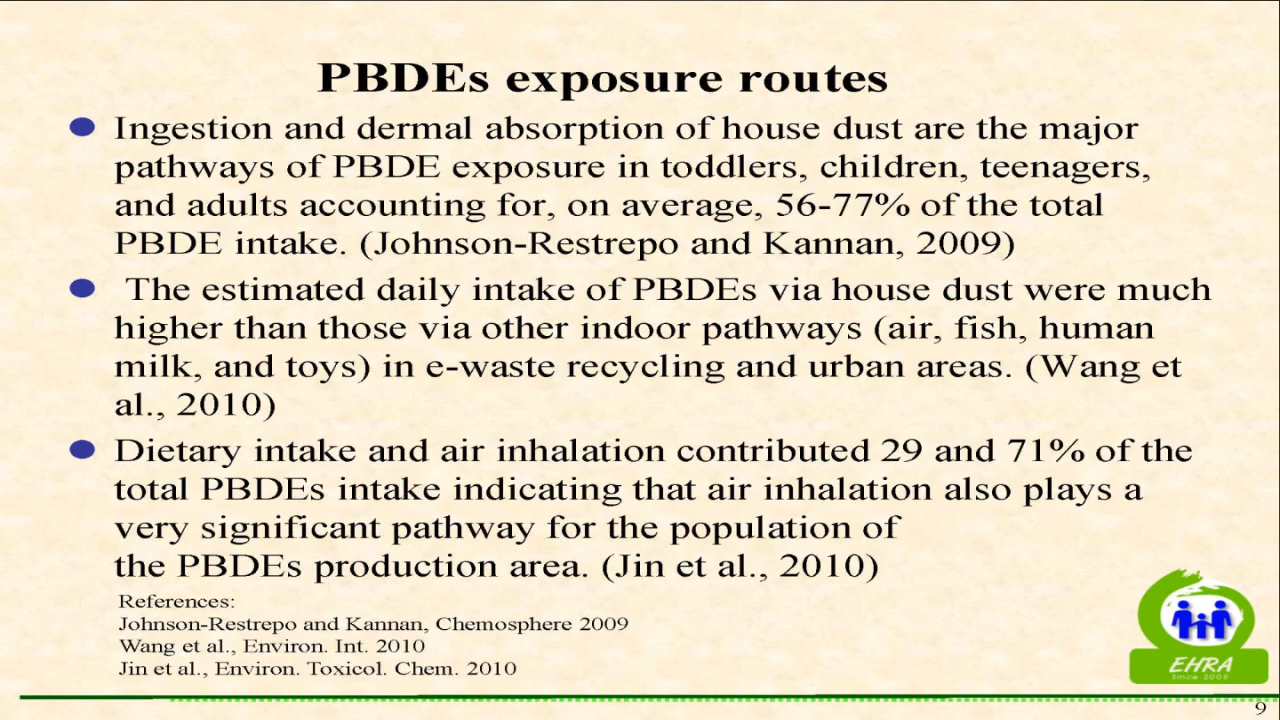 PBDEs exposure routes
Ingestion and dermal absorption of house dust are the major
pathways of PBDE exposure in toddlers, children, teenagers,
and adults accounting for, on average, 56-77% of the total
PBDE intake. (Johnson-Restrepo and Kannan, 2009)
The estimated daily intake of PBDEs via house dust were much
higher than those via other indoor pathways (air, fish, human
milk, and toys) in e-waste recycling and urban areas. (Wang et
al., 2010)
Dietary intake and air inhalation contributed 29 and 71% of the
total PBDEs intake indicating that air inhalation also plays a
very significant pathway for the population of
the PBDEs production area. (Jin et al., 2010)
References:
Johnson-Restrepo and Kannan, Chemosphere 2009
Wang et al., Environ. Int. 2010
Jin et al., Environ. Toxicol. Chem. 2010
EHRA
Since 2005
9